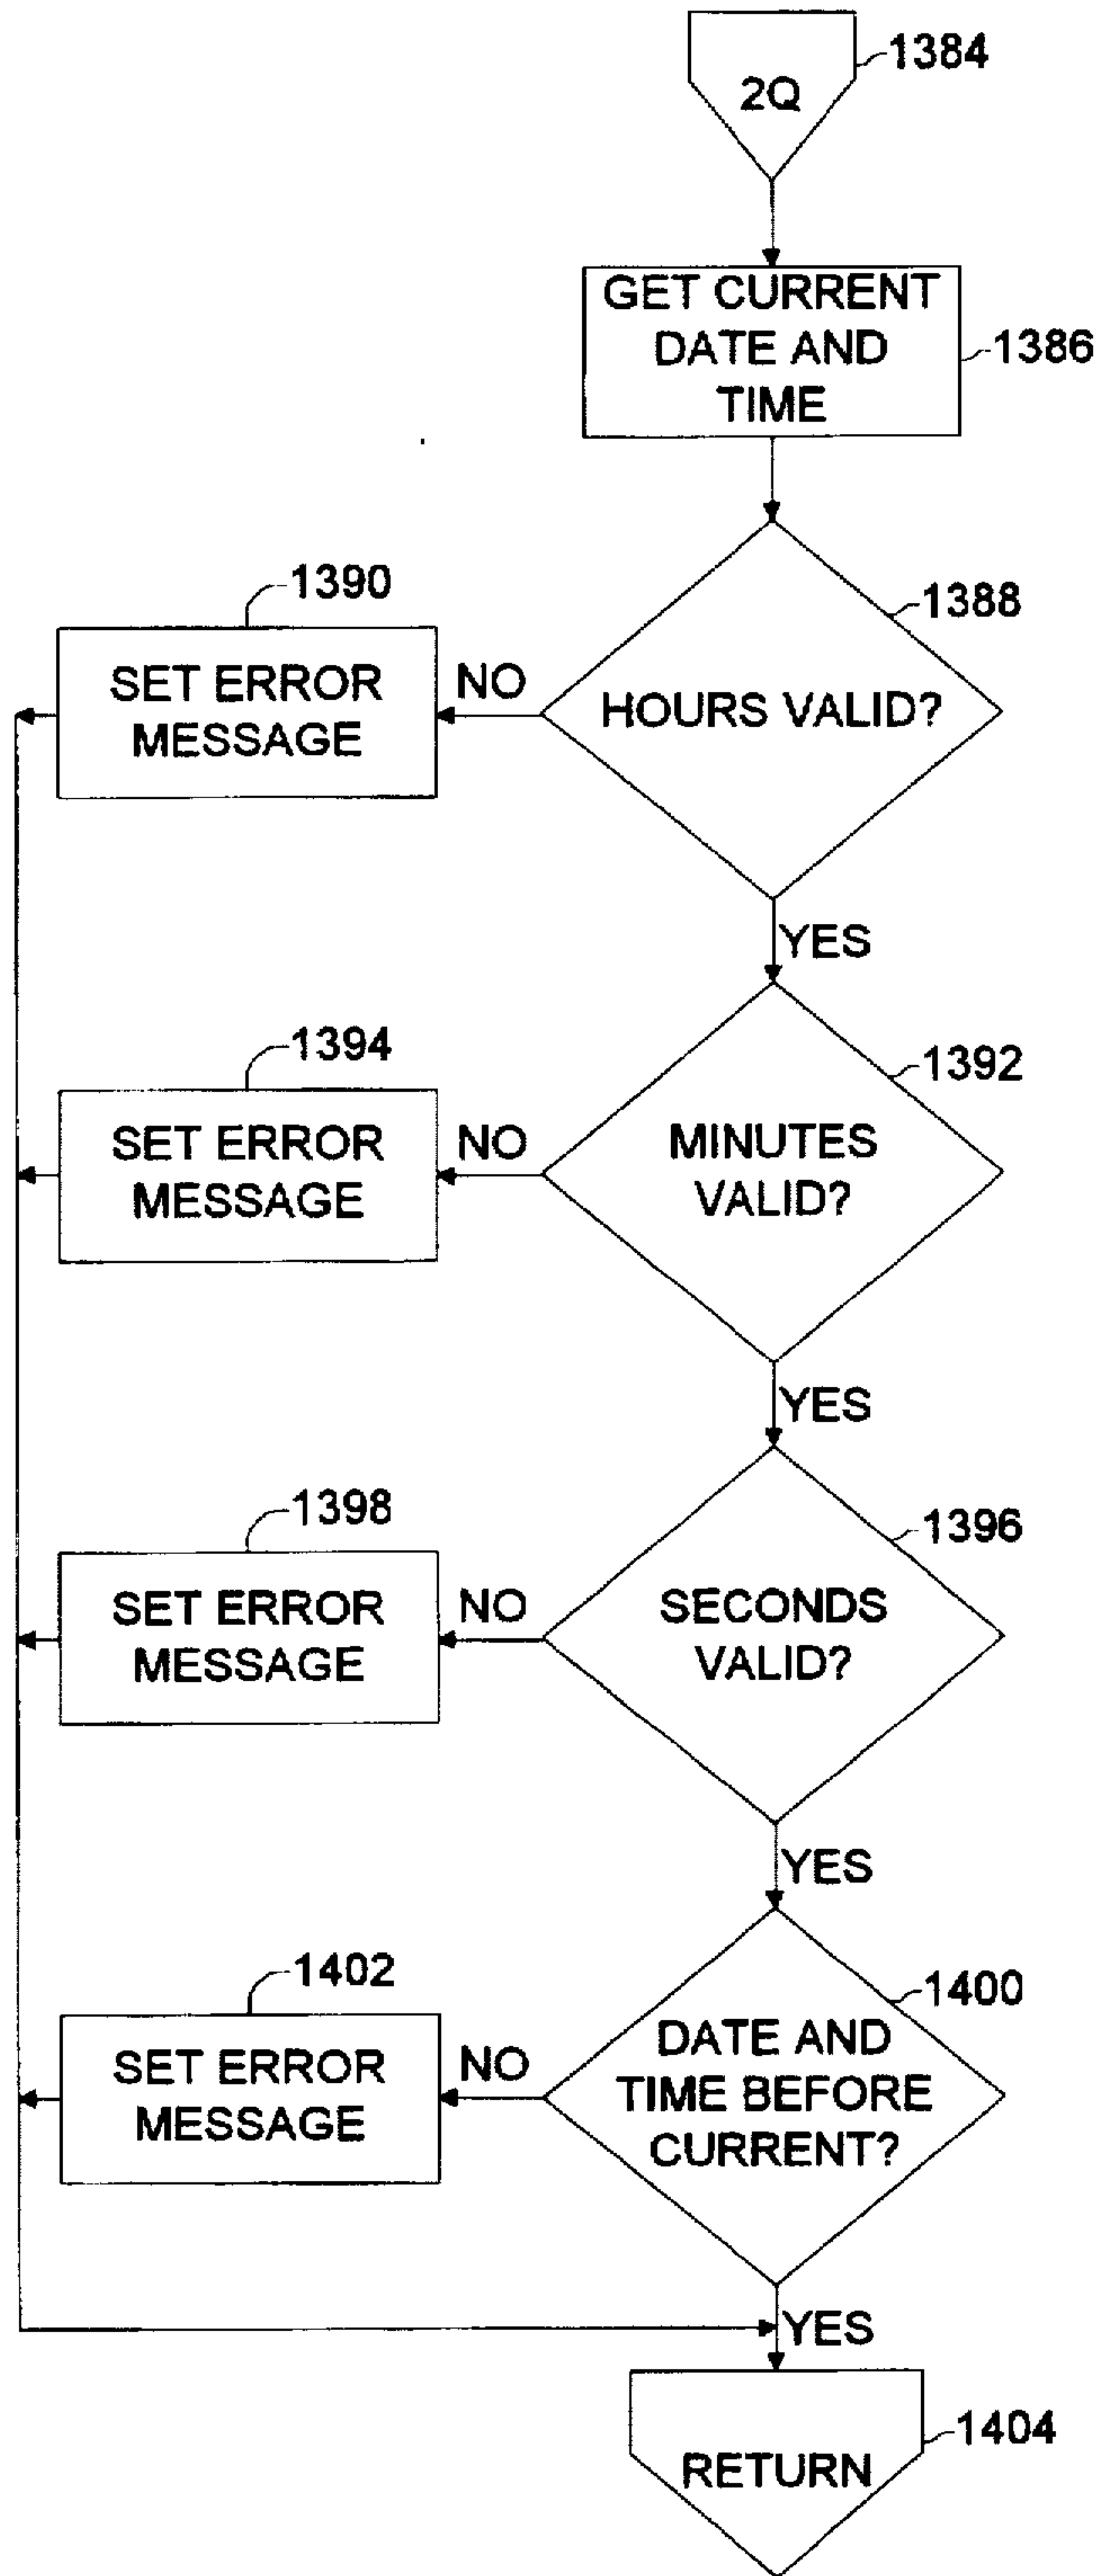 1384
2Q
GET CURRENT
DATE AND
TIME
1386
1390
SET ERROR
MESSAGE
NO
1388
HOURS VALID?
YES
1394
SET ERROR
MESSAGE
NO
1392
MINUTES
VALID?
YES
1398
SET ERROR
MESSAGE
NO
1396
SECONDS
VALID?
YES
1402
SET ERROR
MESSAGE
NO
1400
DATE AND
TIME BEFORE
CURRENT?
YES
1404
RETURN